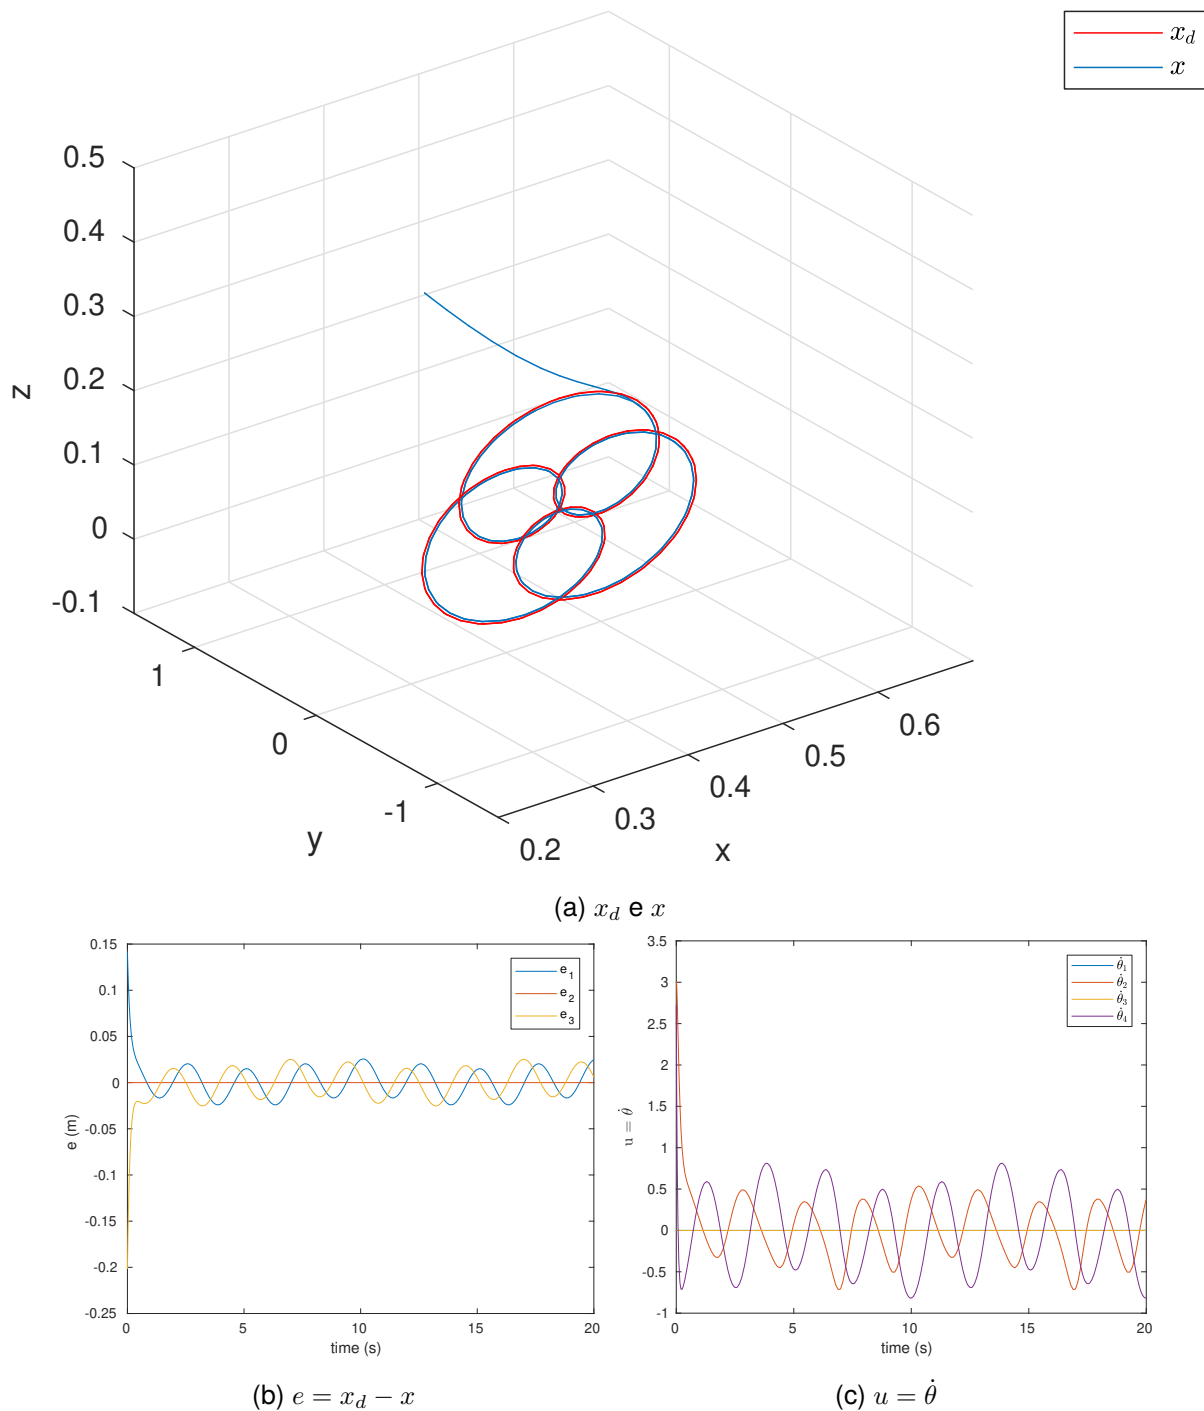 x_d
x
0.5
0.4
0.3
0.2
0.1
0
-0.1
z
1
0
-1
y
0.2
0.3
0.4
0.5
0.6
x
(a) x_d e x
0.15
0.1
0.05
0
-0.05
-0.1
-0.15
-0.2
-0.25
e (m)
0 5 10 15 20
time (s)
e_1
e_2
e_3
(b) e = x_d − x
3.5
3
2.5
2
1.5
1
0.5
0
-0.5
-1
u = θ̇
0 5 10 15 20
time (s)
θ̇_1
θ̇_2
θ̇_3
θ̇_4
(c) u = θ̇